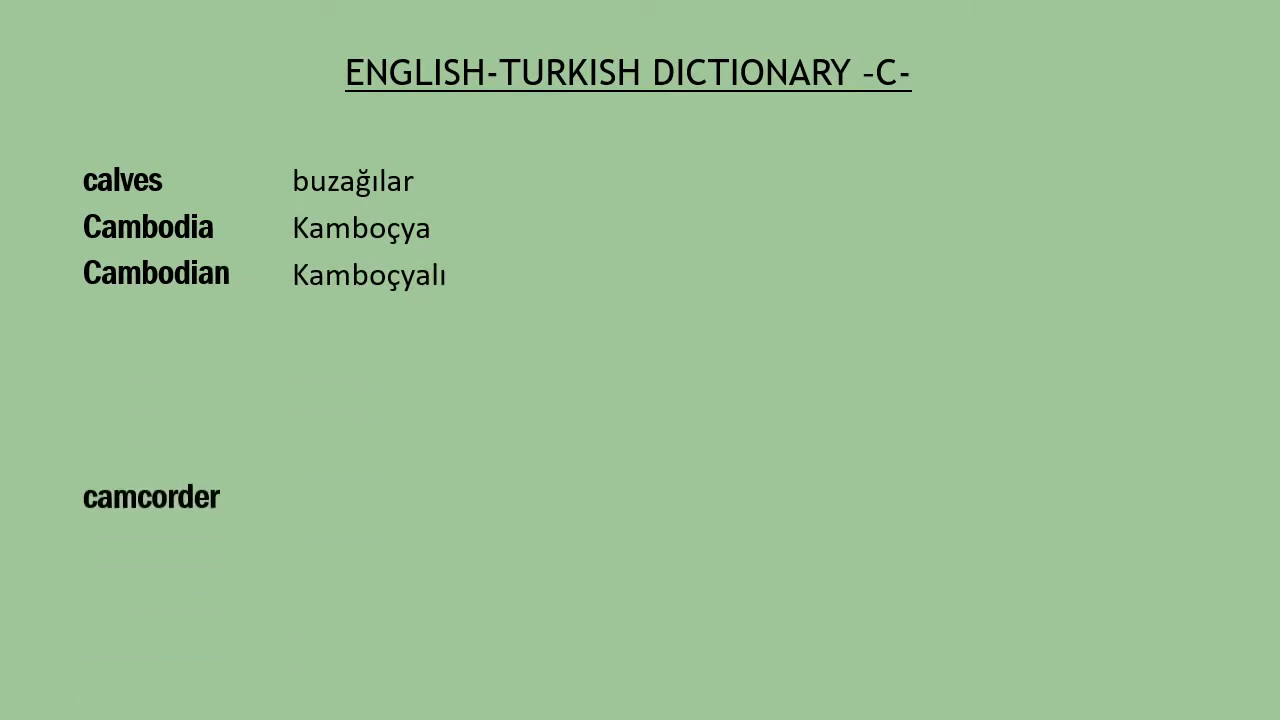 ENGLISH-TURKISH DICTIONARY –C-
calves buzağılar
Cambodia Kamboçya
Cambodian Kamboçyalı
camcorder